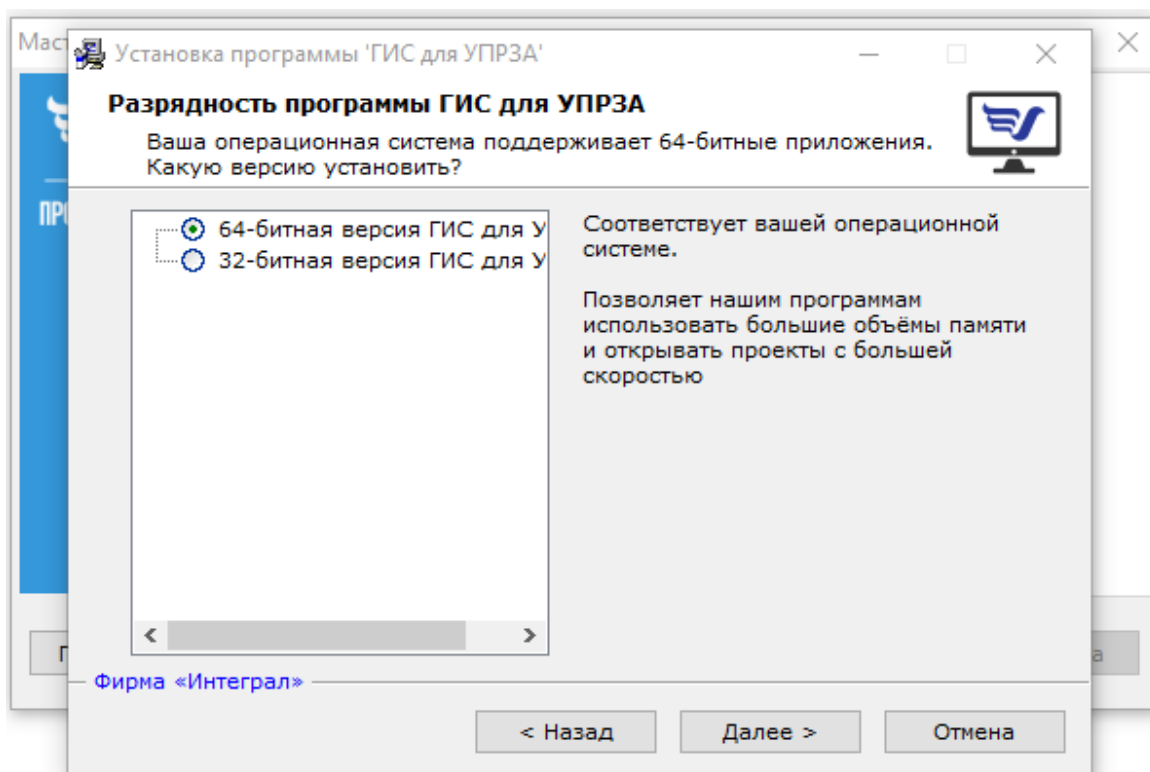 Маст
Установка программы 'ГИС для УПРЗА'
Разрядность программы ГИС для УПРЗА
Ваша операционная система поддерживает 64-битные приложения.
Какую версию установить?
64-битная версия ГИС для У
32-битная версия ГИС для У
Соответствует вашей операционной
системе.
Позволяет нашим программам
использовать большие объёмы памяти
и открывать проекты с большей
скоростью
Фирма «Интеграл»
< Назад
Далее >
Отмена